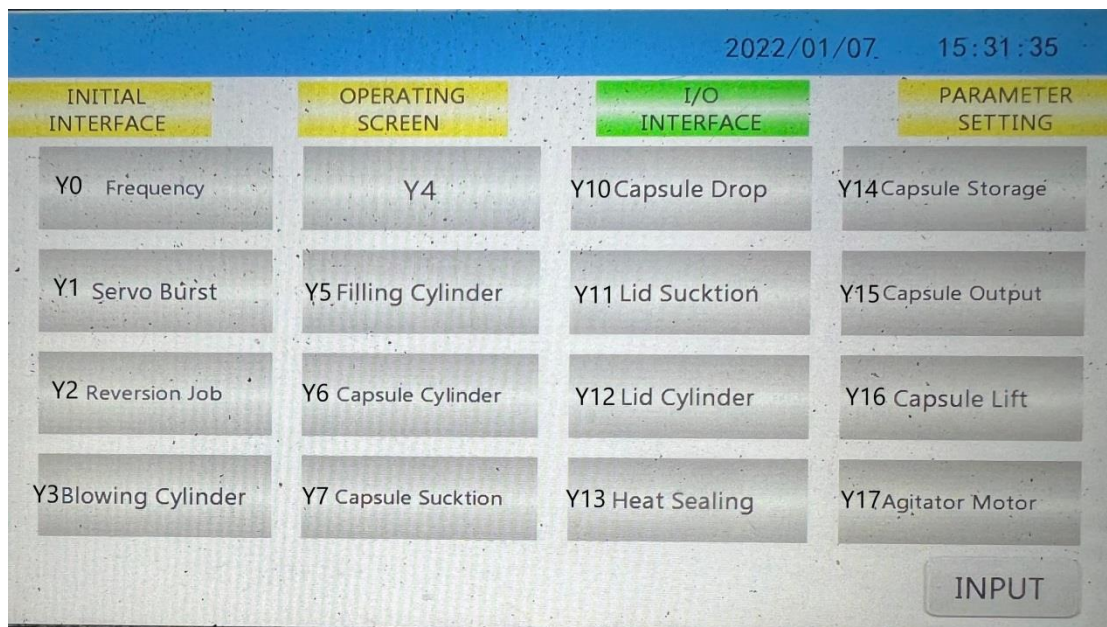 2022/01/07 15:31:35
INITIAL
INTERFACE
OPERATING
SCREEN
I/O
INTERFACE
PARAMETER
SETTING
Y0 Frequency
Y4
Y10 Capsule Drop
Y14 Capsule Storage
Y1 Servo Burst
Y5 Filling Cylinder
Y11 Lid Sucktion
Y15 Capsule Output
Y2 Reversion Job
Y6 Capsule Cylinder
Y12 Lid Cylinder
Y16 Capsule Lift
Y3 Blowing Cylinder
Y7 Capsule Sucktion
Y13 Heat Sealing
Y17 Agitator Motor
INPUT